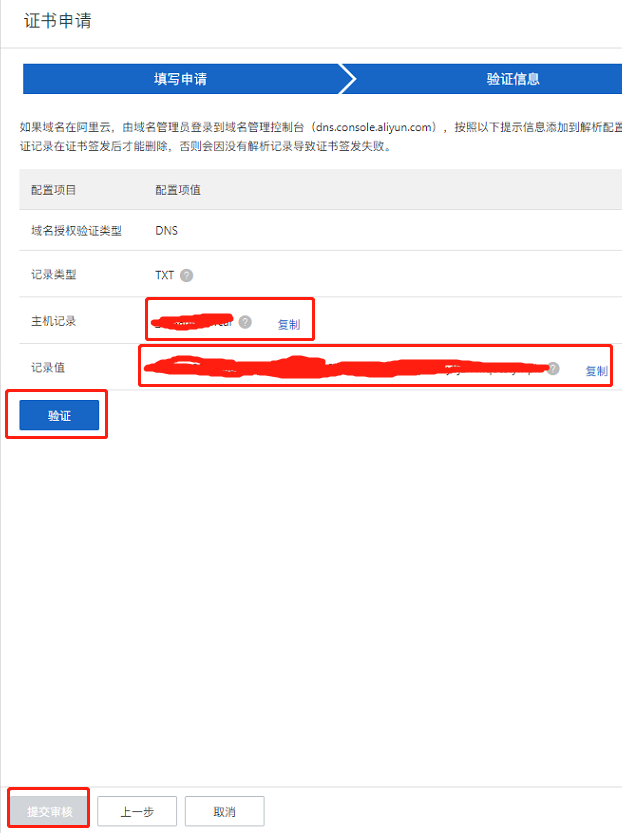 证书申请
填写申请
验证信息
如果域名在阿里云，由域名管理员登录到域名管理控制台（dns.console.aliyun.com），按照以下提示信息添加到解析配置
证记录在证书签发后才能删除，否则会因没有解析记录导致证书签发失败。
配置项目 配置项值
域名授权验证类型 DNS
记录类型 TXT ?
主机记录 ? 复制
记录值 ? 复制
验证
提交审核 上一步 取消